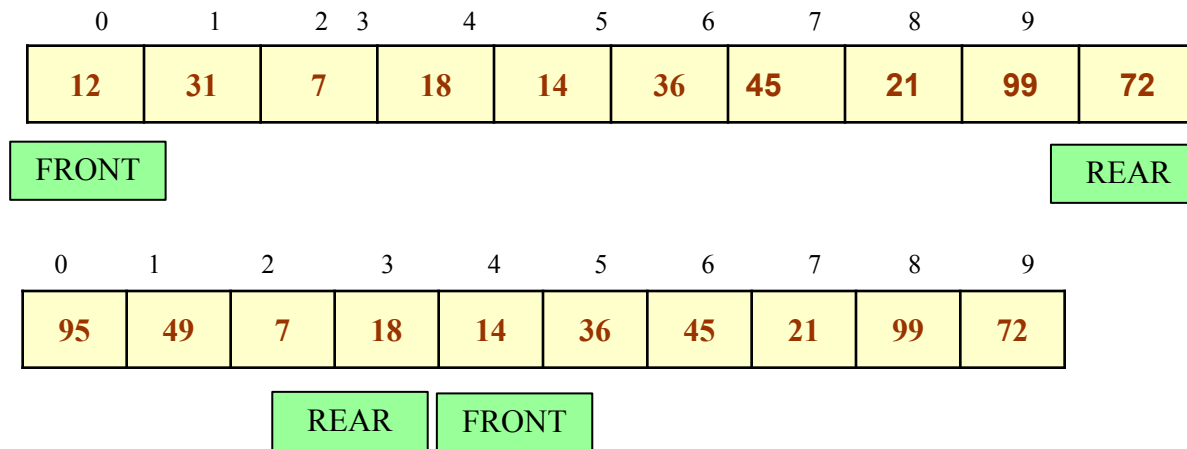 0 1 2 3 4 5 6 7 8 9
12 31 7 18 14 36 45 21 99 72
FRONT REAR
0 1 2 3 4 5 6 7 8 9
95 49 7 18 14 36 45 21 99 72
REAR FRONT